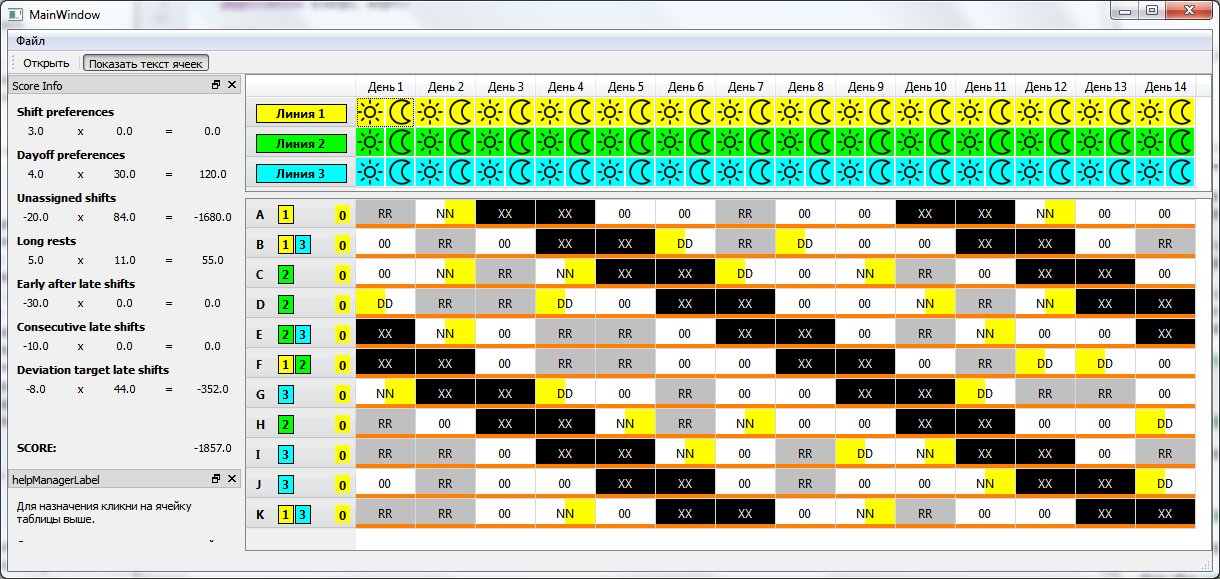 MainWindow
Файл
Открыть Показать текст ячеек
Score Info
Shift preferences
3.0 x 0.0 = 0.0
Dayoff preferences
4.0 x 30.0 = 120.0
Unassigned shifts
-20.0 x 84.0 = -1680.0
Long rests
5.0 x 11.0 = 55.0
Early after late shifts
-30.0 x 0.0 = 0.0
Consecutive late shifts
-10.0 x 0.0 = 0.0
Deviation target late shifts
-8.0 x 44.0 = -352.0
SCORE: -1857.0
helpManagerLabel
Для назначения кликни на ячейку
таблицы выше.
День 1 День 2 День 3 День 4 День 5 День 6 День 7 День 8 День 9 День 10 День 11 День 12 День 13 День 14
Линия 1
Линия 2
Линия 3
A 1 0 RR NN XX XX 00 00 RR 00 00 XX XX NN 00 00
B 1 3 0 00 RR 00 XX XX DD RR DD 00 00 XX XX 00 RR
C 2 0 00 NN RR NN XX XX DD 00 NN RR 00 XX XX 00
D 2 0 DD RR RR DD 00 XX XX 00 00 NN RR NN XX XX
E 2 3 0 XX NN 00 RR RR 00 XX XX 00 RR NN 00 00 XX
F 1 2 0 XX XX 00 RR RR 00 00 XX XX 00 RR DD DD 00
G 3 0 NN XX XX DD 00 RR 00 00 XX XX DD RR RR 00
H 2 0 RR 00 XX XX NN RR NN 00 00 XX XX 00 00 DD
I 3 0 RR RR 00 XX XX NN 00 RR DD NN XX XX 00 RR
J 3 0 00 RR 00 00 XX XX 00 RR 00 00 NN XX XX DD
K 1 3 0 RR RR 00 NN 00 XX XX 00 NN RR 00 00 XX XX